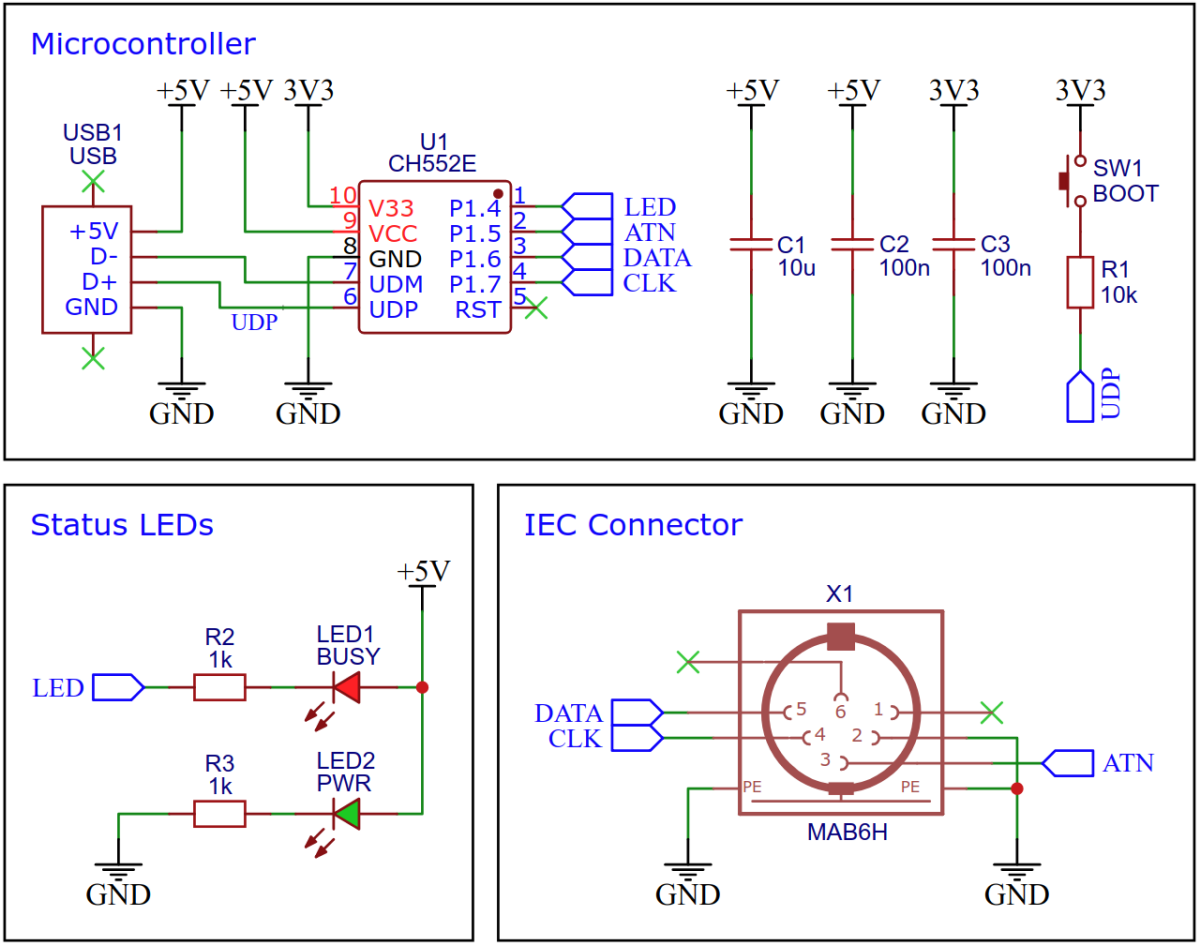 Microcontroller
+5V +5V 3V3
USB1
USB
+5V
D-
D+
GND
UDP
GND
GND
U1
CH552E
10 V33
9 VCC
8 GND
7 UDM
6 UDP
P1.4 1
P1.5 2
P1.6 3
P1.7 4
RST 5
LED
ATN
DATA
CLK
+5V
C1
10u
GND
+5V
C2
100n
GND
3V3
C3
100n
GND
3V3
SW1
BOOT
R1
10k
UDP
Status LEDs
+5V
LED
R2
1k
LED1
BUSY
R3
1k
LED2
PWR
GND
IEC Connector
X1
DATA
CLK
5
6
1
4
2
3
PE
PE
ATN
MAB6H
GND
GND